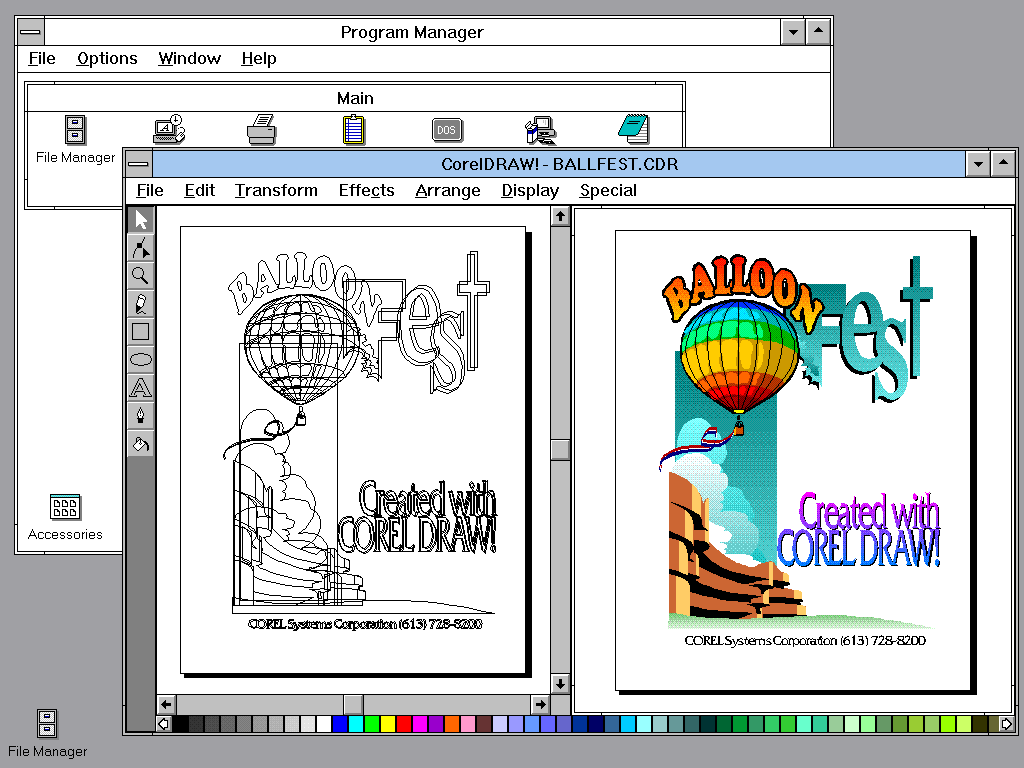 Program Manager
File Options Window Help
Main
DOS
File Manager
CorelDRAW! - BALLFEST.CDR
File Edit Transform Effects Arrange Display Special
BALLOON
Fest
Created with
COREL DRAW!
COREL Systems Corporation (613) 728-8200
BALLOON
Fest
Created with
COREL DRAW!
COREL Systems Corporation (613) 728-8200
Accessories
File Manager